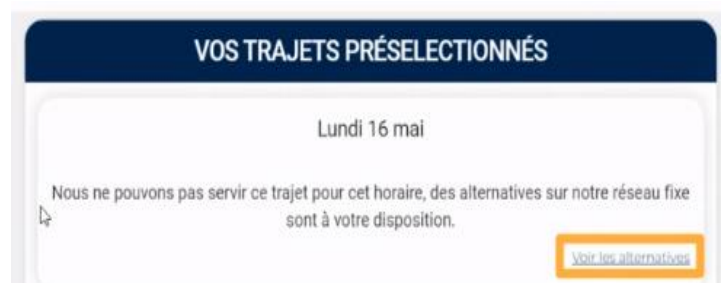 VOS TRAJETS PRÉSELECTIONNÉS
Lundi 16 mai
Nous ne pouvons pas servir ce trajet pour cet horaire, des alternatives sur notre réseau fixe
sont à votre disposition.
Voir les alternatives